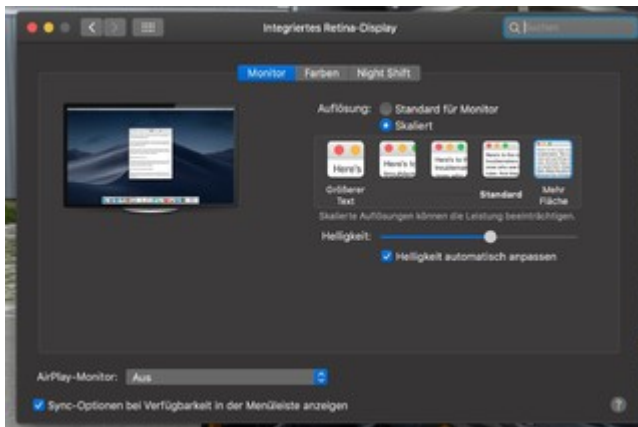 Integriertes Retina-Display
Suchen
Monitor Farben Night Shift
Auflösung: Standard für Monitor
Skaliert
Here's
Größerer Text
Standard
Mehr Fläche
Skalierte Auflösungen können die Leistung beeinträchtigen.
Helligkeit:
Helligkeit automatisch anpassen
AirPlay-Monitor: Aus
Sync-Optionen bei Verfügbarkeit in der Menüleiste anzeigen
?